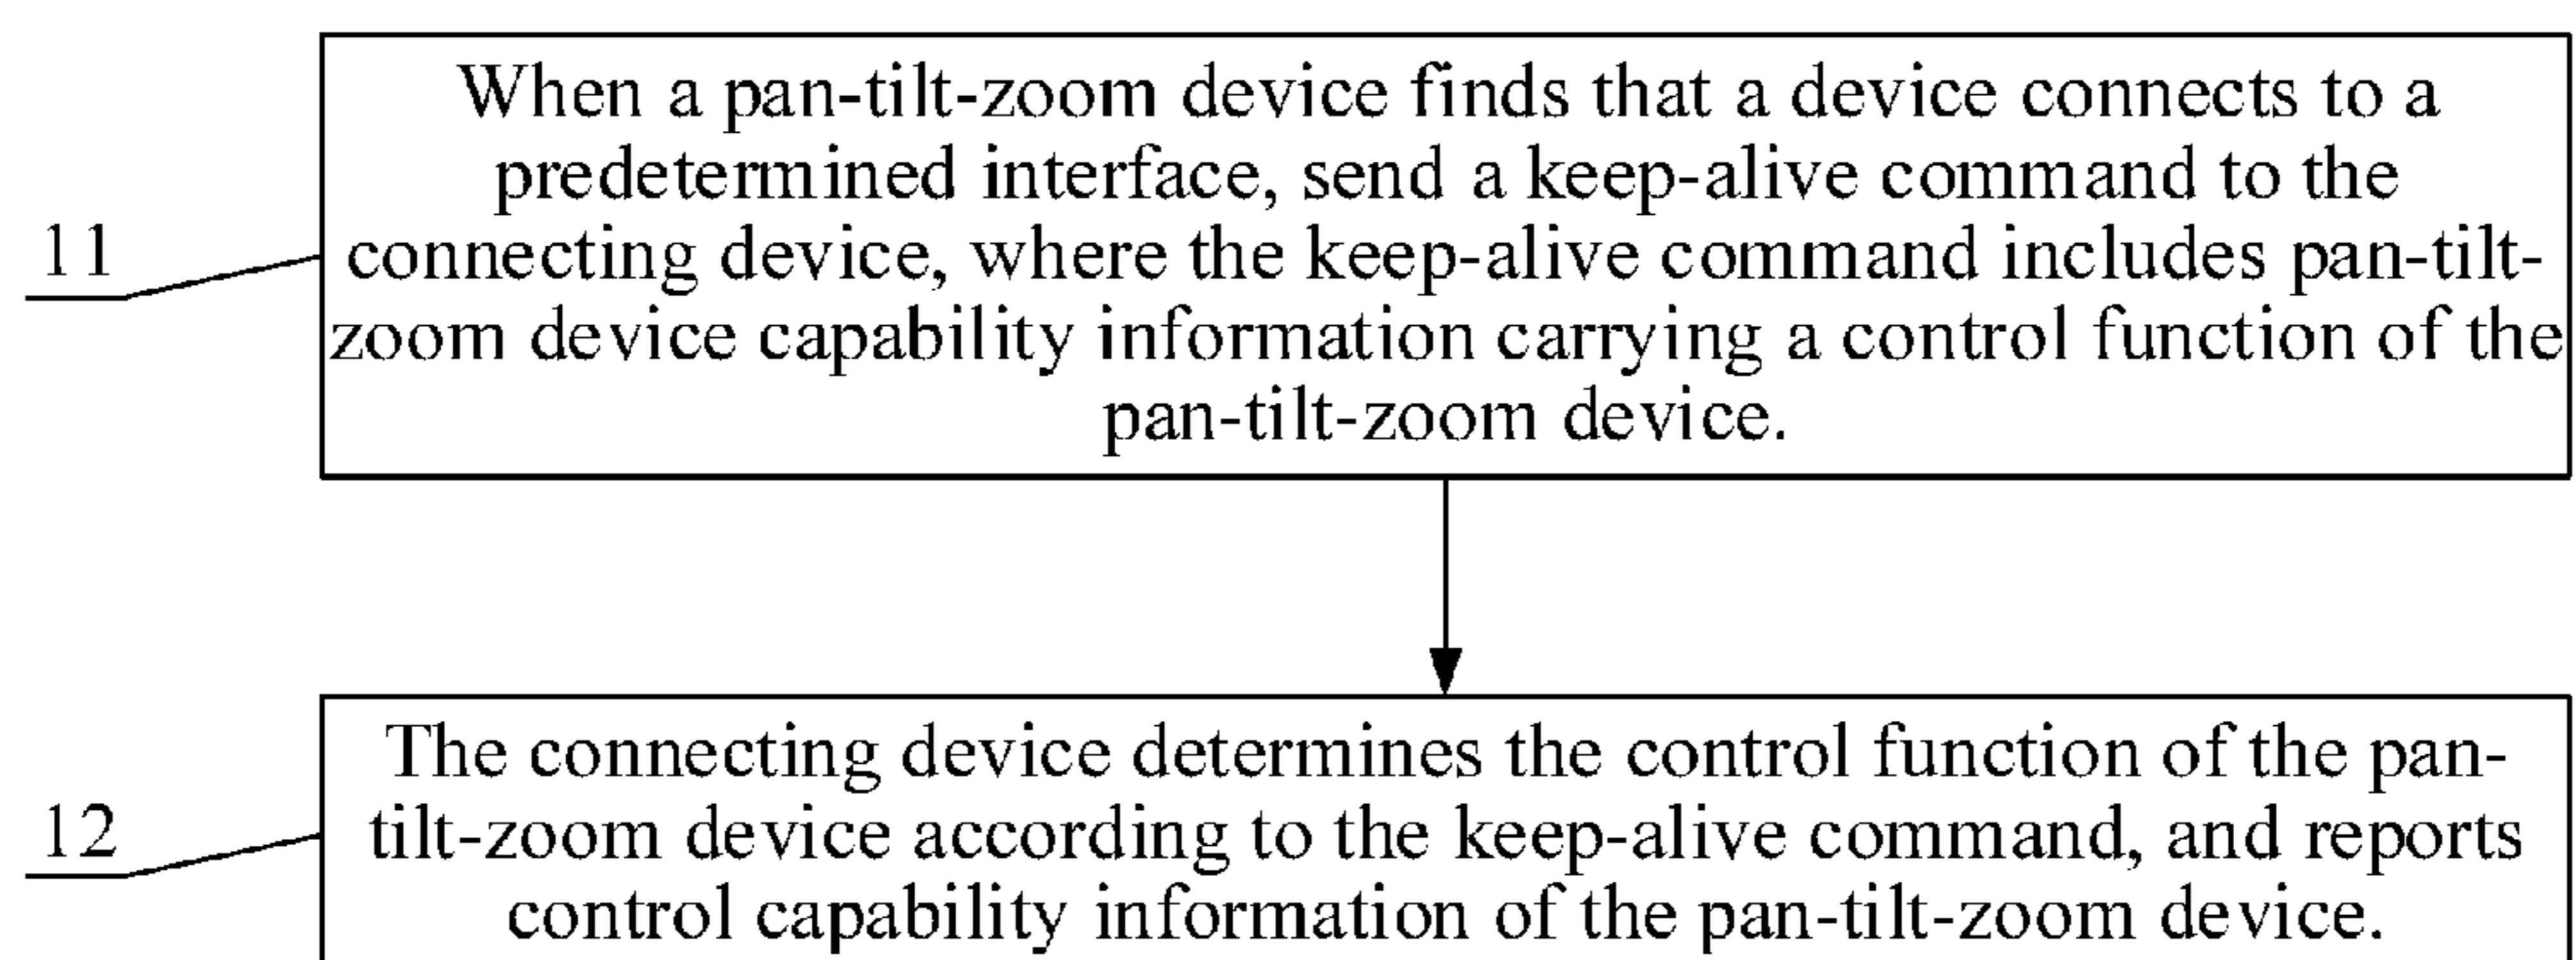 When a pan-tilt-zoom device finds that a device connects to a
predetermined interface, send a keep-alive command to the
11
connecting device, where the keep-alive command includes pan-tilt-
zoom device capability information carrying a control function of the
pan-tilt-zoom device.
The connecting device determines the control function of the pan-
12
tilt-zoom device according to the keep-alive command, and reports
control capability information of the pan-tilt-zoom device.